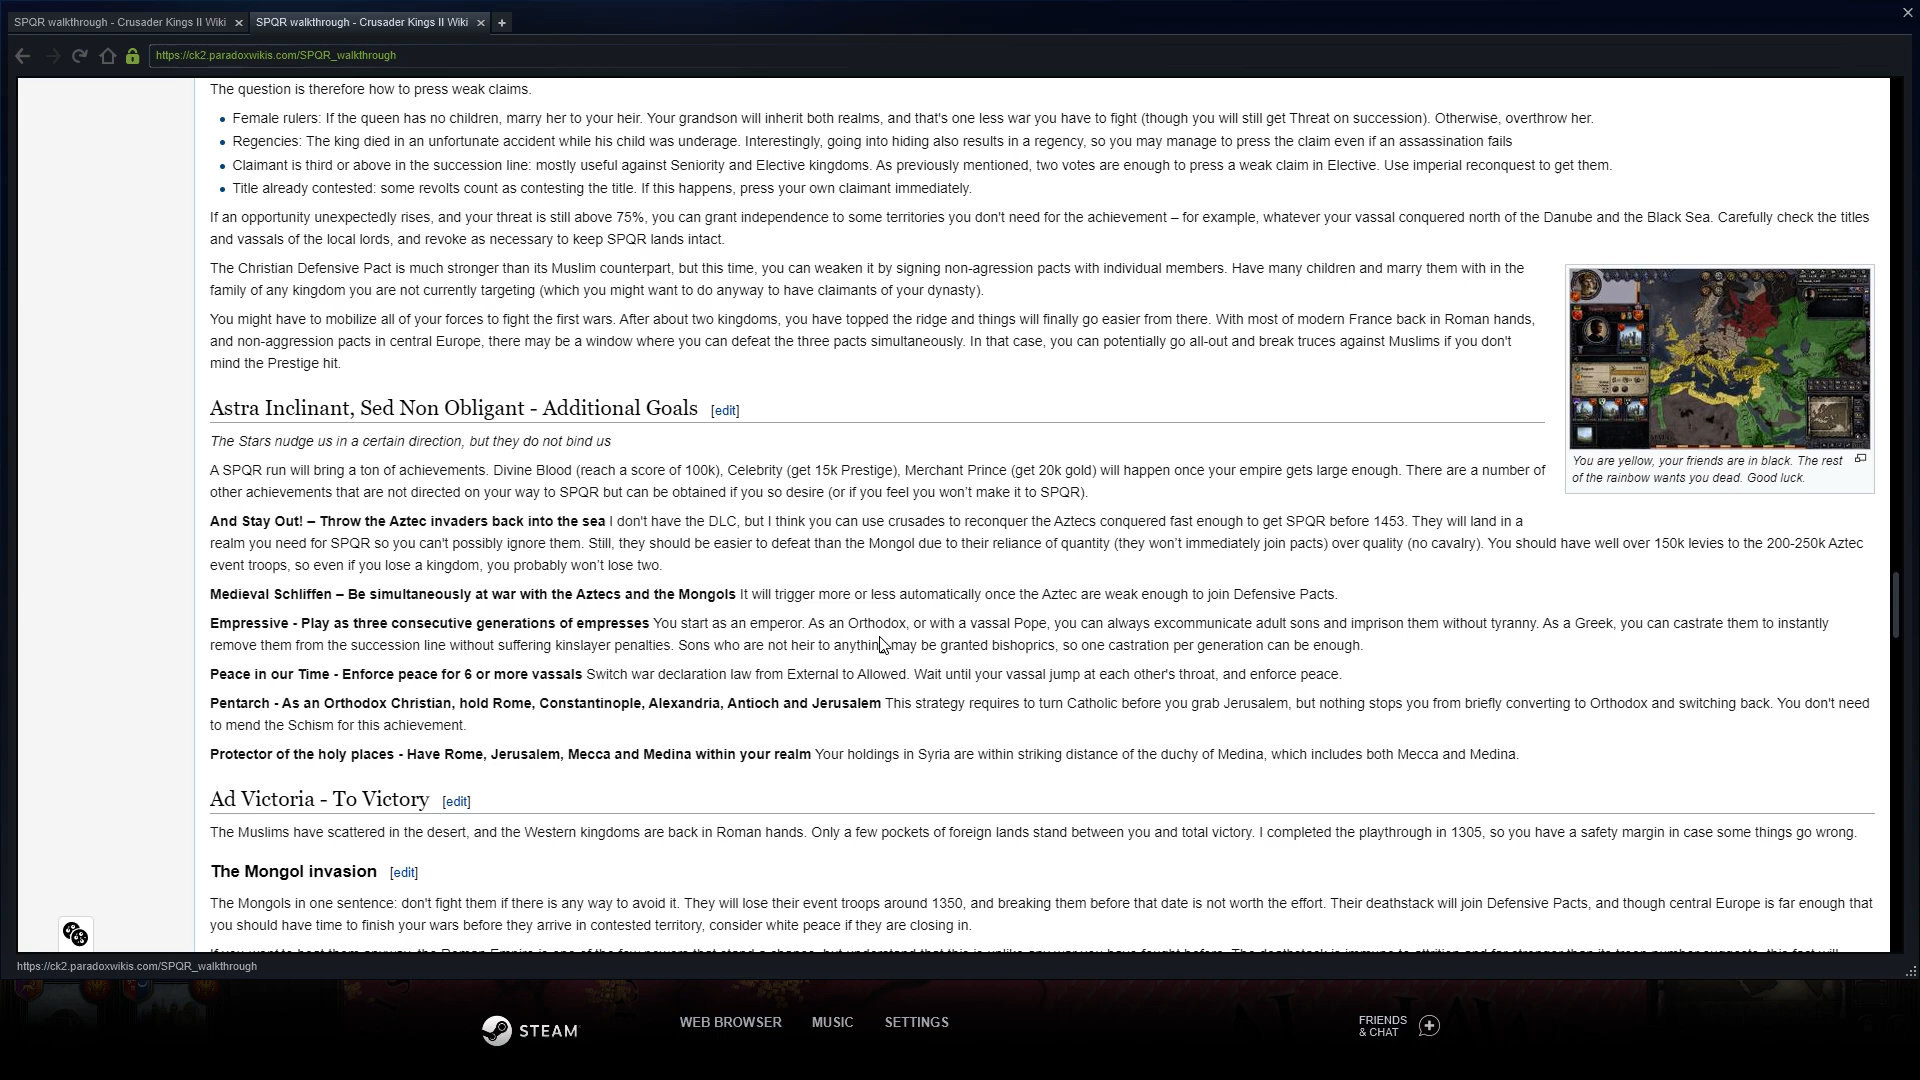 SPQR walkthrough - Crusader Kings II Wiki
SPQR walkthrough - Crusader Kings II Wiki
https://ck2.paradoxwikis.com/SPQR_walkthrough
The question is therefore how to press weak claims.
Female rulers: If the queen has no children, marry her to your heir. Your grandson will inherit both realms, and that's one less war you have to fight (though you will still get Threat on succession). Otherwise, overthrow her.
Regencies: The king died in an unfortunate accident while his child was underage. Interestingly, going into hiding also results in a regency, so you may manage to press the claim even if an assassination fails
Claimant is third or above in the succession line: mostly useful against Seniority and Elective kingdoms. As previously mentioned, two votes are enough to press a weak claim in Elective. Use imperial reconquest to get them.
Title already contested: some revolts count as contesting the title. If this happens, press your own claimant immediately.
If an opportunity unexpectedly rises, and your threat is still above 75%, you can grant independence to some territories you don't need for the achievement – for example, whatever your vassal conquered north of the Danube and the Black Sea. Carefully check the titles
and vassals of the local lords, and revoke as necessary to keep SPQR lands intact.
The Christian Defensive Pact is much stronger than its Muslim counterpart, but this time, you can weaken it by signing non-agression pacts with individual members. Have many children and marry them with in the
family of any kingdom you are not currently targeting (which you might want to do anyway to have claimants of your dynasty).
You might have to mobilize all of your forces to fight the first wars. After about two kingdoms, you have topped the ridge and things will finally go easier from there. With most of modern France back in Roman hands,
and non-aggression pacts in central Europe, there may be a window where you can defeat the three pacts simultaneously. In that case, you can potentially go all-out and break truces against Muslims if you don't
mind the Prestige hit.
You are yellow, your friends are in black. The rest
of the rainbow wants you dead. Good luck.
Astra Inclinant, Sed Non Obligant - Additional Goals [edit]
The Stars nudge us in a certain direction, but they do not bind us
A SPQR run will bring a ton of achievements. Divine Blood (reach a score of 100k), Celebrity (get 15k Prestige), Merchant Prince (get 20k gold) will happen once your empire gets large enough. There are a number of
other achievements that are not directed on your way to SPQR but can be obtained if you so desire (or if you feel you won't make it to SPQR).
And Stay Out! – Throw the Aztec invaders back into the sea I don't have the DLC, but I think you can use crusades to reconquer the Aztecs conquered fast enough to get SPQR before 1453. They will land in a
realm you need for SPQR so you can't possibly ignore them. Still, they should be easier to defeat than the Mongol due to their reliance of quantity (they won't immediately join pacts) over quality (no cavalry). You should have well over 150k levies to the 200-250k Aztec
event troops, so even if you lose a kingdom, you probably won't lose two.
Medieval Schliffen – Be simultaneously at war with the Aztecs and the Mongols It will trigger more or less automatically once the Aztec are weak enough to join Defensive Pacts.
Empressive - Play as three consecutive generations of empresses You start as an emperor. As an Orthodox, or with a vassal Pope, you can always excommunicate adult sons and imprison them without tyranny. As a Greek, you can castrate them to instantly
remove them from the succession line without suffering kinslayer penalties. Sons who are not heir to anything may be granted bishoprics, so one castration per generation can be enough.
Peace in our Time - Enforce peace for 6 or more vassals Switch war declaration law from External to Allowed. Wait until your vassal jump at each other's throat, and enforce peace.
Pentarch - As an Orthodox Christian, hold Rome, Constantinople, Alexandria, Antioch and Jerusalem This strategy requires to turn Catholic before you grab Jerusalem, but nothing stops you from briefly converting to Orthodox and switching back. You don't need
to mend the Schism for this achievement.
Protector of the holy places - Have Rome, Jerusalem, Mecca and Medina within your realm Your holdings in Syria are within striking distance of the duchy of Medina, which includes both Mecca and Medina.
Ad Victoria - To Victory [edit]
The Muslims have scattered in the desert, and the Western kingdoms are back in Roman hands. Only a few pockets of foreign lands stand between you and total victory. I completed the playthrough in 1305, so you have a safety margin in case some things go wrong.
The Mongol invasion [edit]
The Mongols in one sentence: don't fight them if there is any way to avoid it. They will lose their event troops around 1350, and breaking them before that date is not worth the effort. Their deathstack will join Defensive Pacts, and though central Europe is far enough that
you should have time to finish your wars before they arrive in contested territory, consider white peace if they are closing in.
https://ck2.paradoxwikis.com/SPQR_walkthrough
STEAM
WEB BROWSER
MUSIC
SETTINGS
FRIENDS
& CHAT